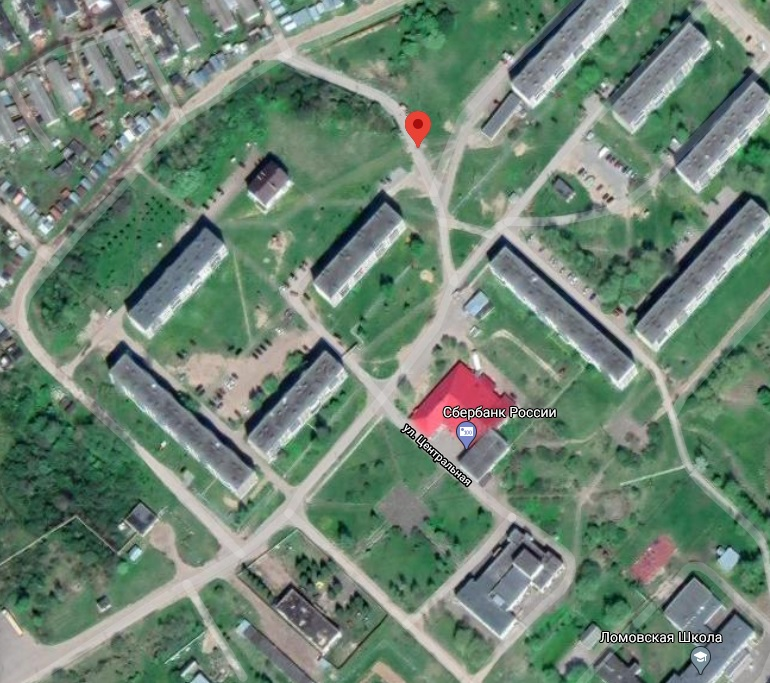 Сбербанк России
ул. Центральная
Ломовская Школа